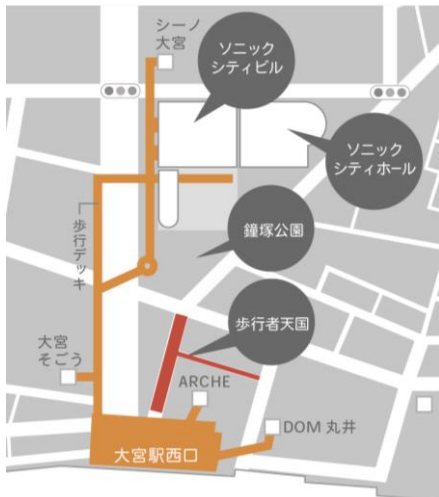 シーノ
大宮
ソニック
シティビル
ソニック
シティホール
歩行デッキ
鐘塚公園
歩行者天国
大宮
そごう
ARCHE
DOM 丸井
大宮駅西口